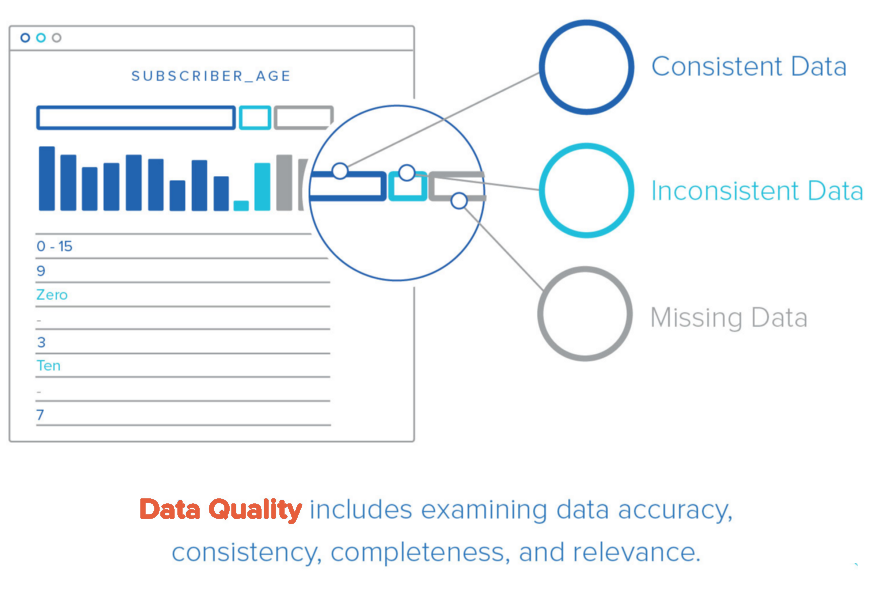 SUBSCRIBER_AGE
Consistent Data
Inconsistent Data
Missing Data
0 - 15
9
Zero
-
3
Ten
-
7
Data Quality includes examining data accuracy,
consistency, completeness, and relevance.